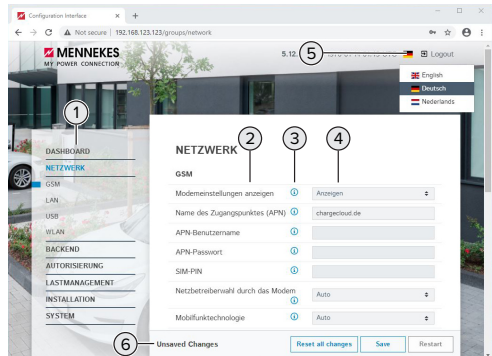 Configuration Interface
Not secure | 192.168.123.123/groups/network
MENNEKES
MY POWER CONNECTION
5.12.
UTC
Logout
English
Deutsch
Nederlands
5
1
2
3
4
DASHBOARD
NETZWERK
GSM
LAN
USB
WLAN
BACKEND
AUTORISIERUNG
LASTMANAGEMENT
INSTALLATION
SYSTEM
NETZWERK
GSM
Modemeinstellungen anzeigen Anzeigen
Name des Zugangspunktes (APN) chargecloud.de
APN-Benutzername
APN-Passwort
SIM-PIN
Netzbetreiberwahl durch das Modem Auto
Mobilfunktechnologie Auto
6
Unsaved Changes Reset all changes Save Restart